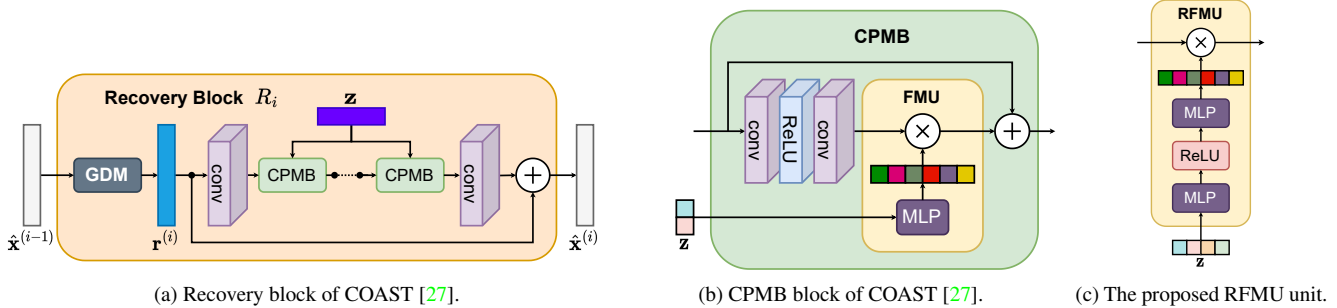 Recovery Block R_i
z
GDM
conv
CPMB
CPMB
conv
x̂^(i−1)
r^(i)
x̂^(i)
(a) Recovery block of COAST [27].
CPMB
FMU
conv
ReLU
conv
MLP
z
(b) CPMB block of COAST [27].
RFMU
MLP
ReLU
MLP
z
(c) The proposed RFMU unit.